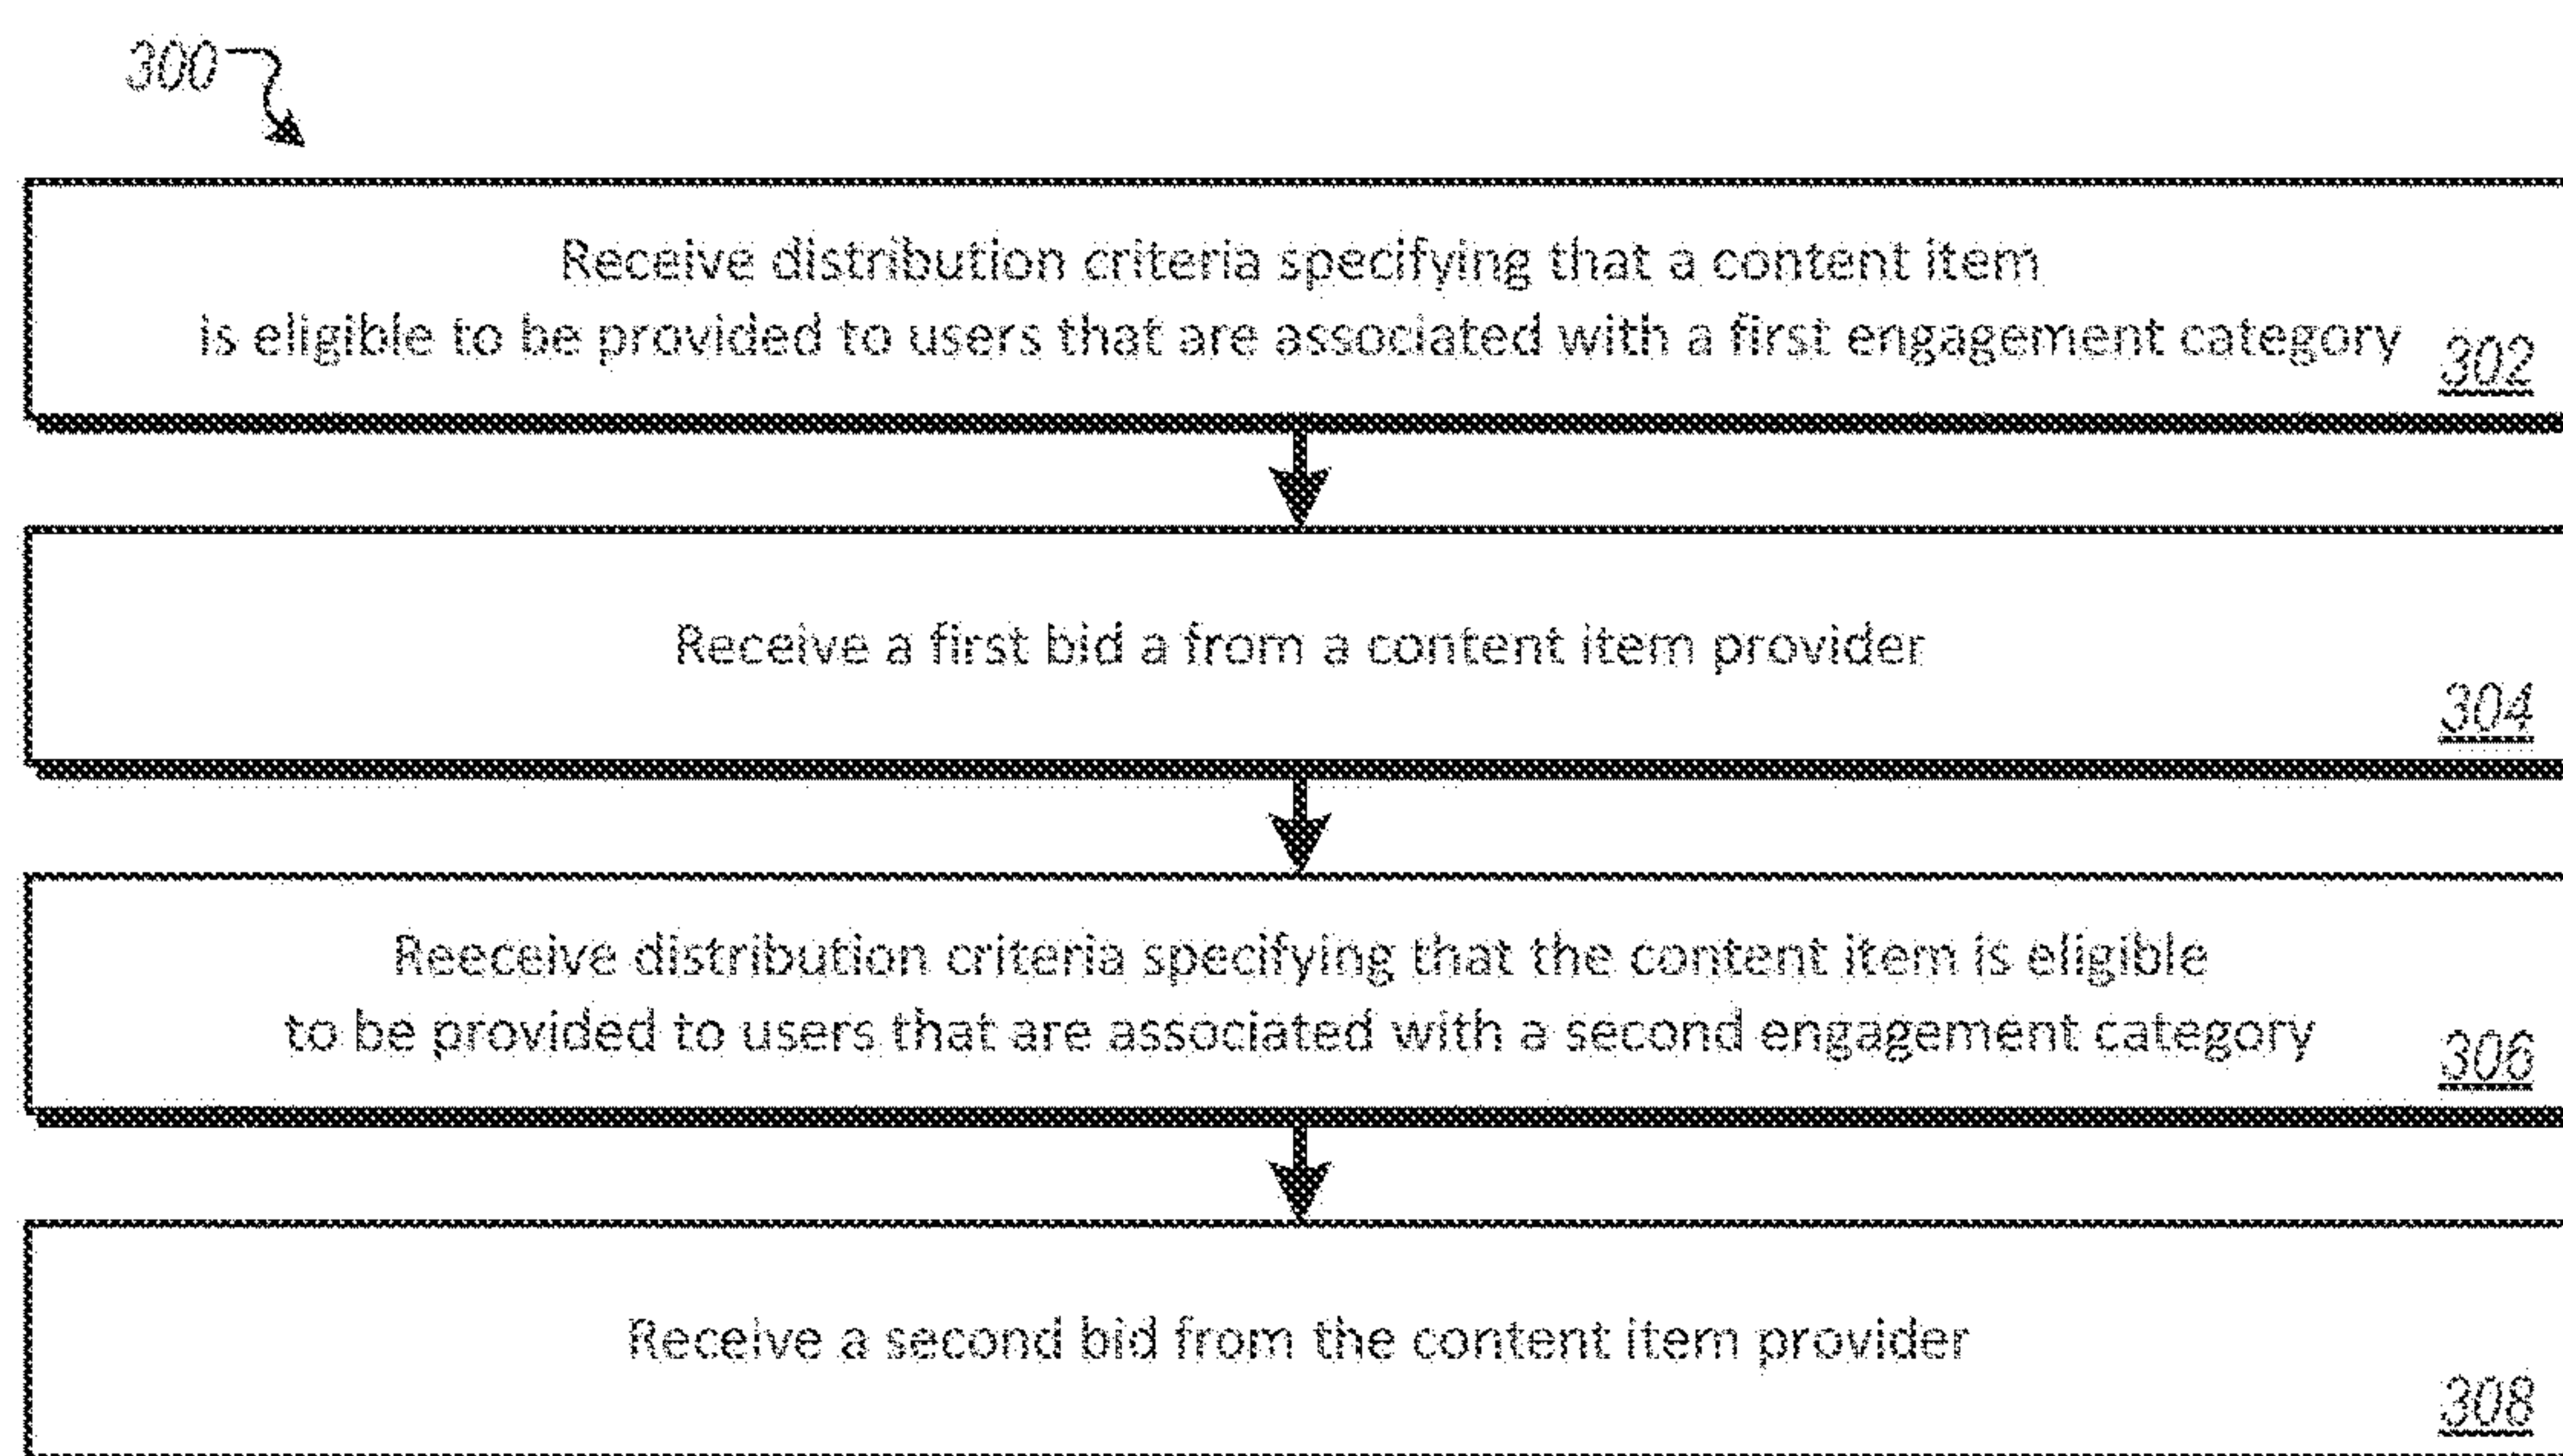 300
Receive distribution criteria specifying that a content item
is eligible to be provided to users that are associated with a first engagement category
302
Receive a first bid a from a content item provider
304
Reeceive distribution criteria specifying that the content item is eligible
to be provided to users that are associated with a second engagement category
306
Receive a second bid from the content item provider
308